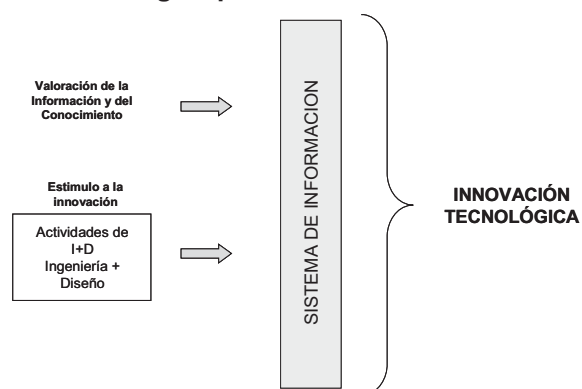 Valoración de la
Información y del
Conocimiento
Estimulo a la
innovación
Actividades de
I+D
Ingeniería +
Diseño
SISTEMA DE INFORMACION
INNOVACIÓN
TECNOLÓGICA